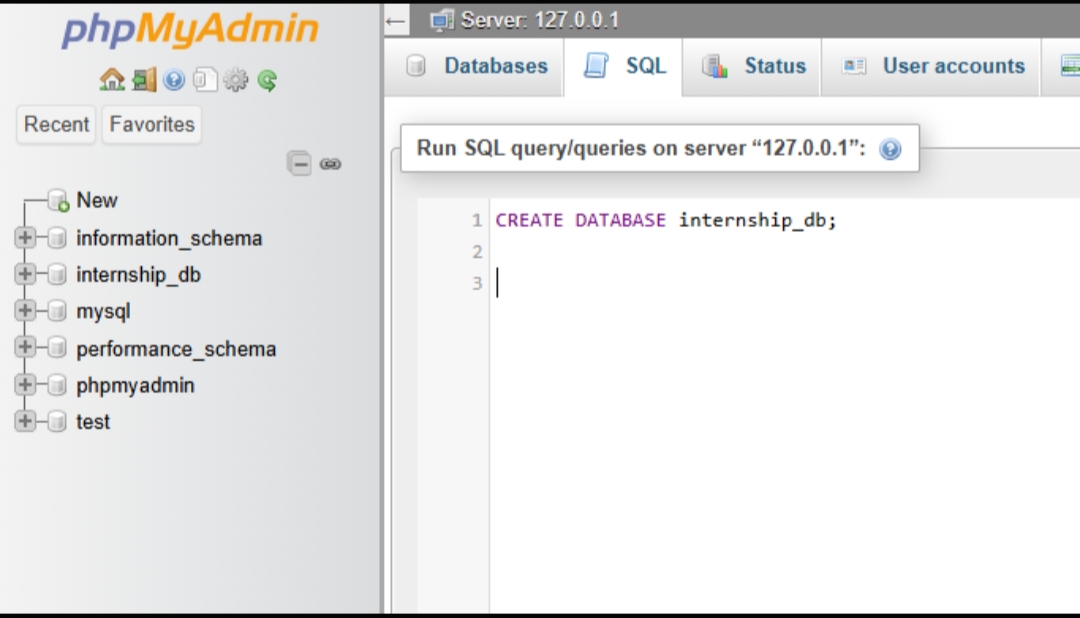 phpMyAdmin
Recent Favorites
New
information_schema
internship_db
mysql
performance_schema
phpmyadmin
test
Server: 127.0.0.1
Databases SQL Status User accounts
Run SQL query/queries on server “127.0.0.1”:
1 CREATE DATABASE internship_db;
2
3